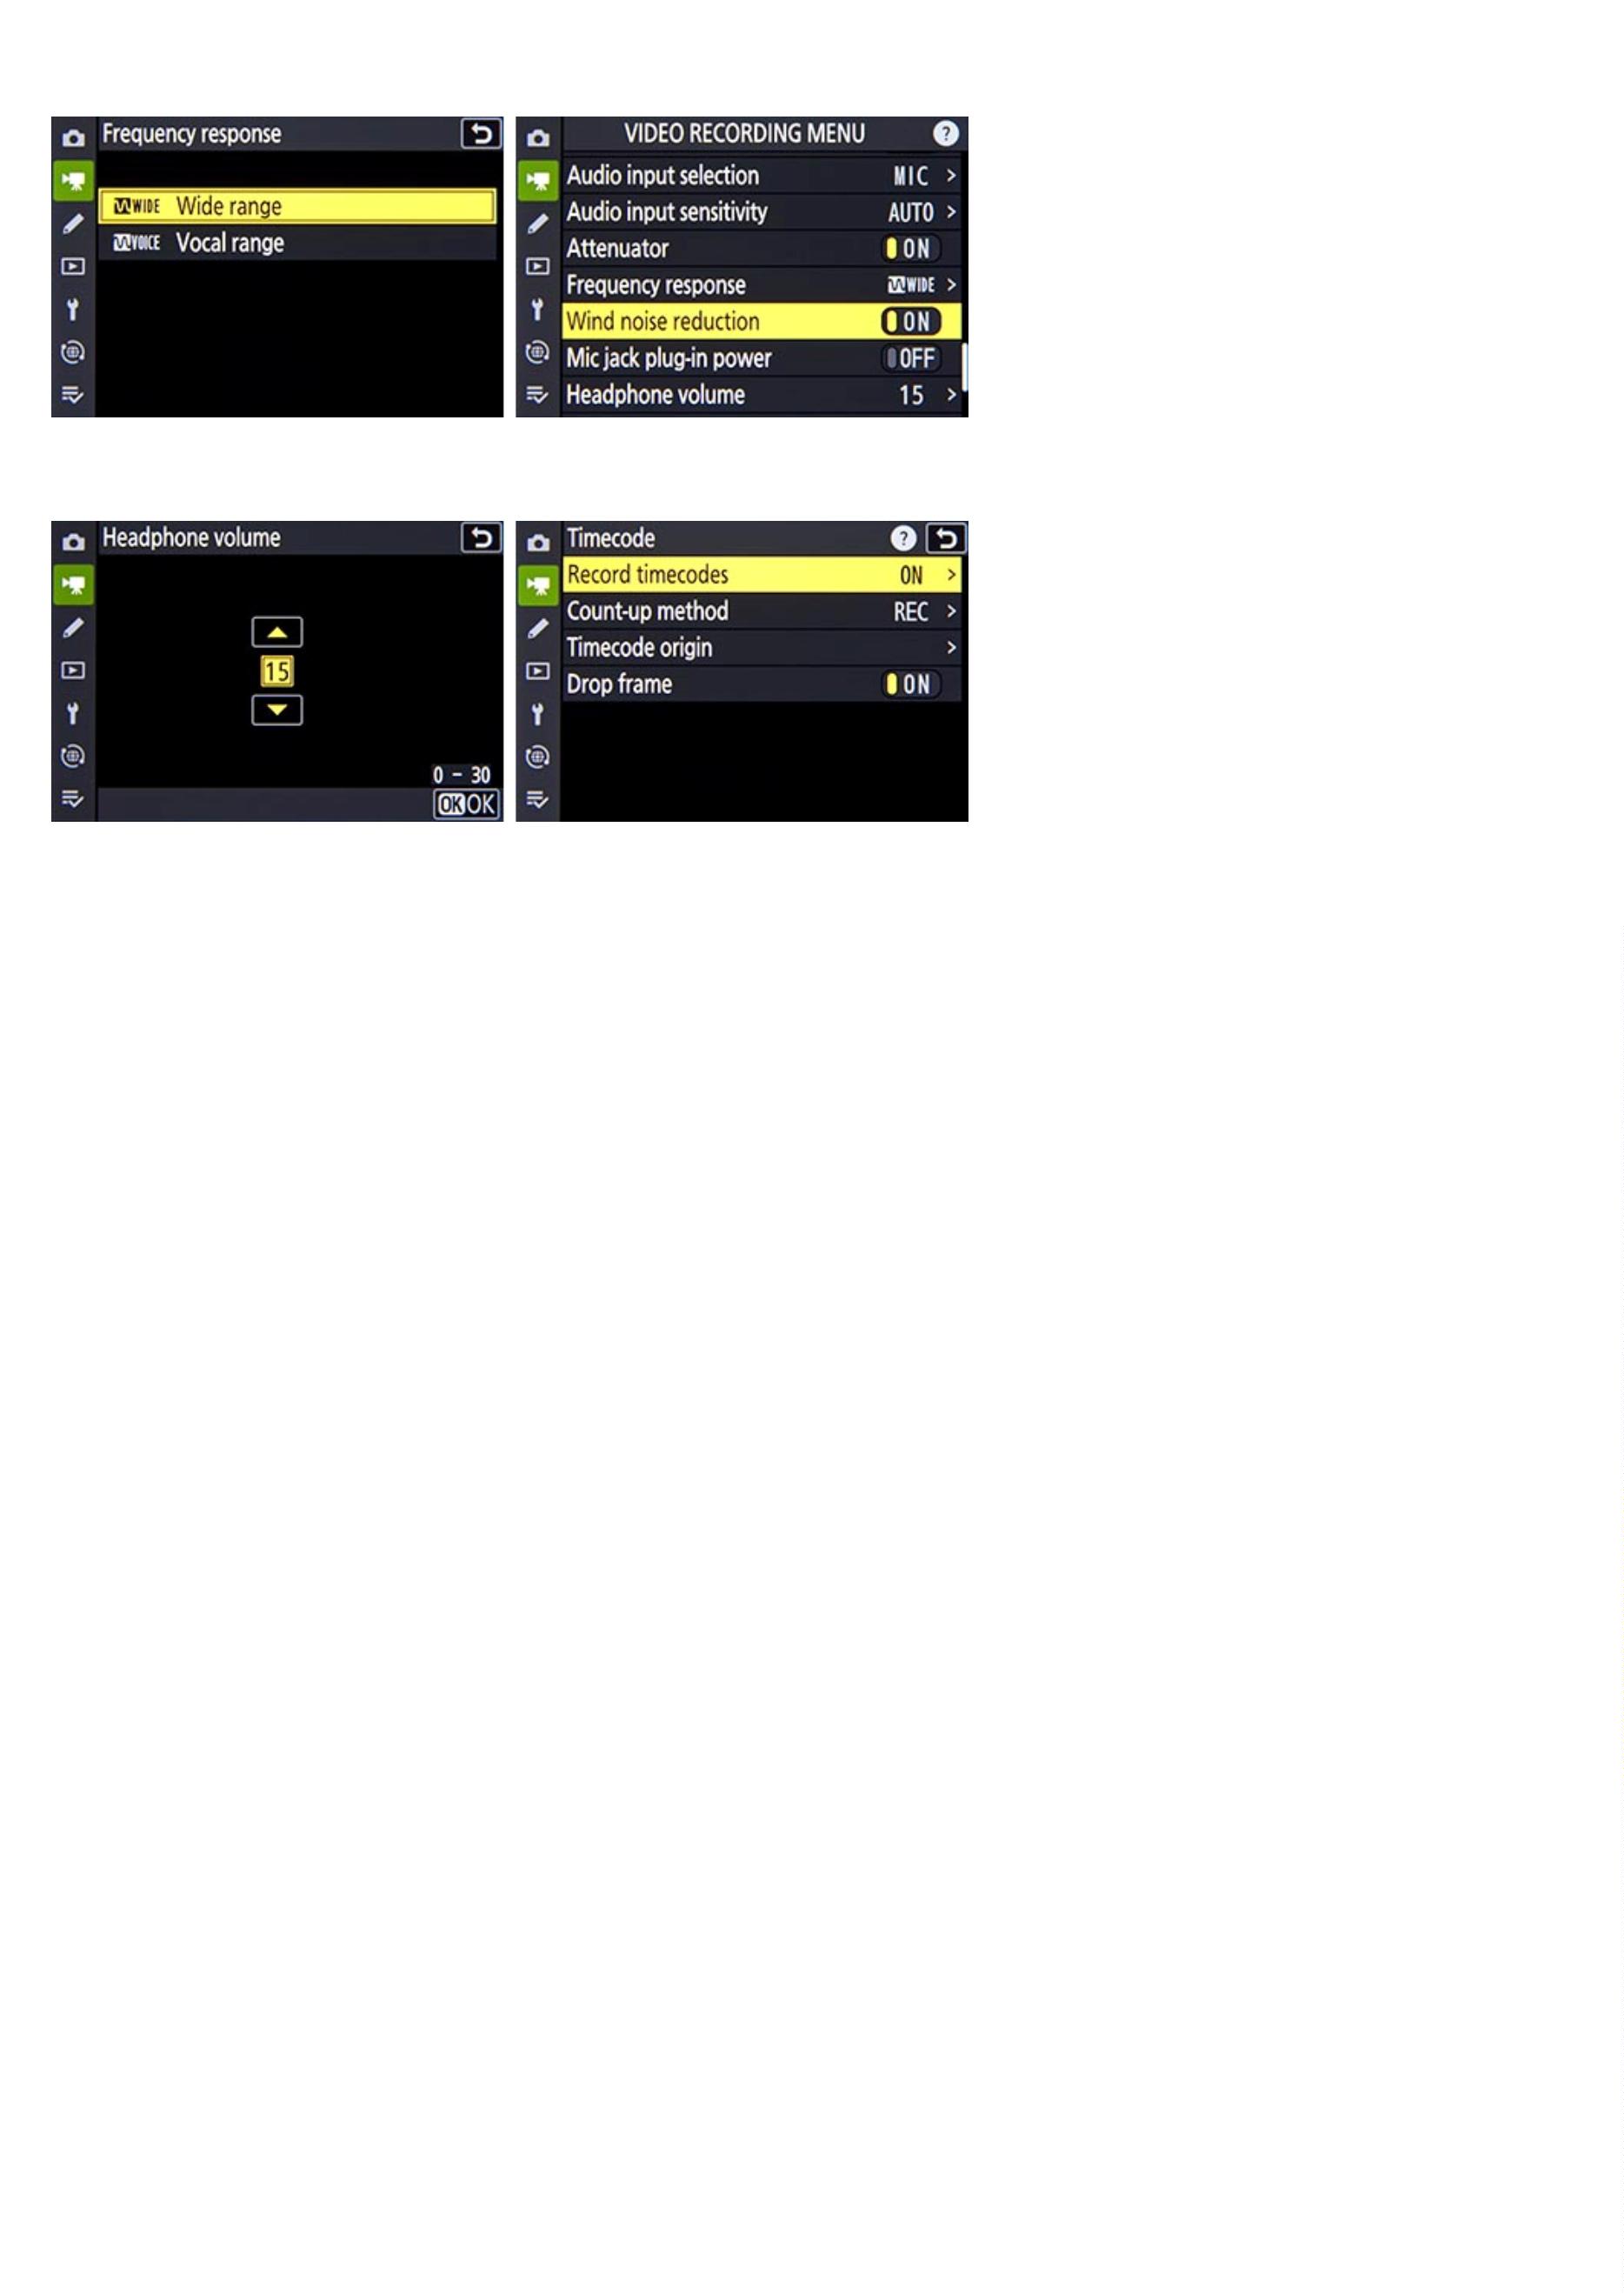 Frequency response
WIDE Wide range
VOICE Vocal range
VIDEO RECORDING MENU ?
Audio input selection MIC >
Audio input sensitivity AUTO >
Attenuator ON
Frequency response WIDE >
Wind noise reduction ON
Mic jack plug-in power OFF
Headphone volume 15 >
Headphone volume
15
0 - 30
OK OK
Timecode ?
Record timecodes ON >
Count-up method REC >
Timecode origin >
Drop frame ON